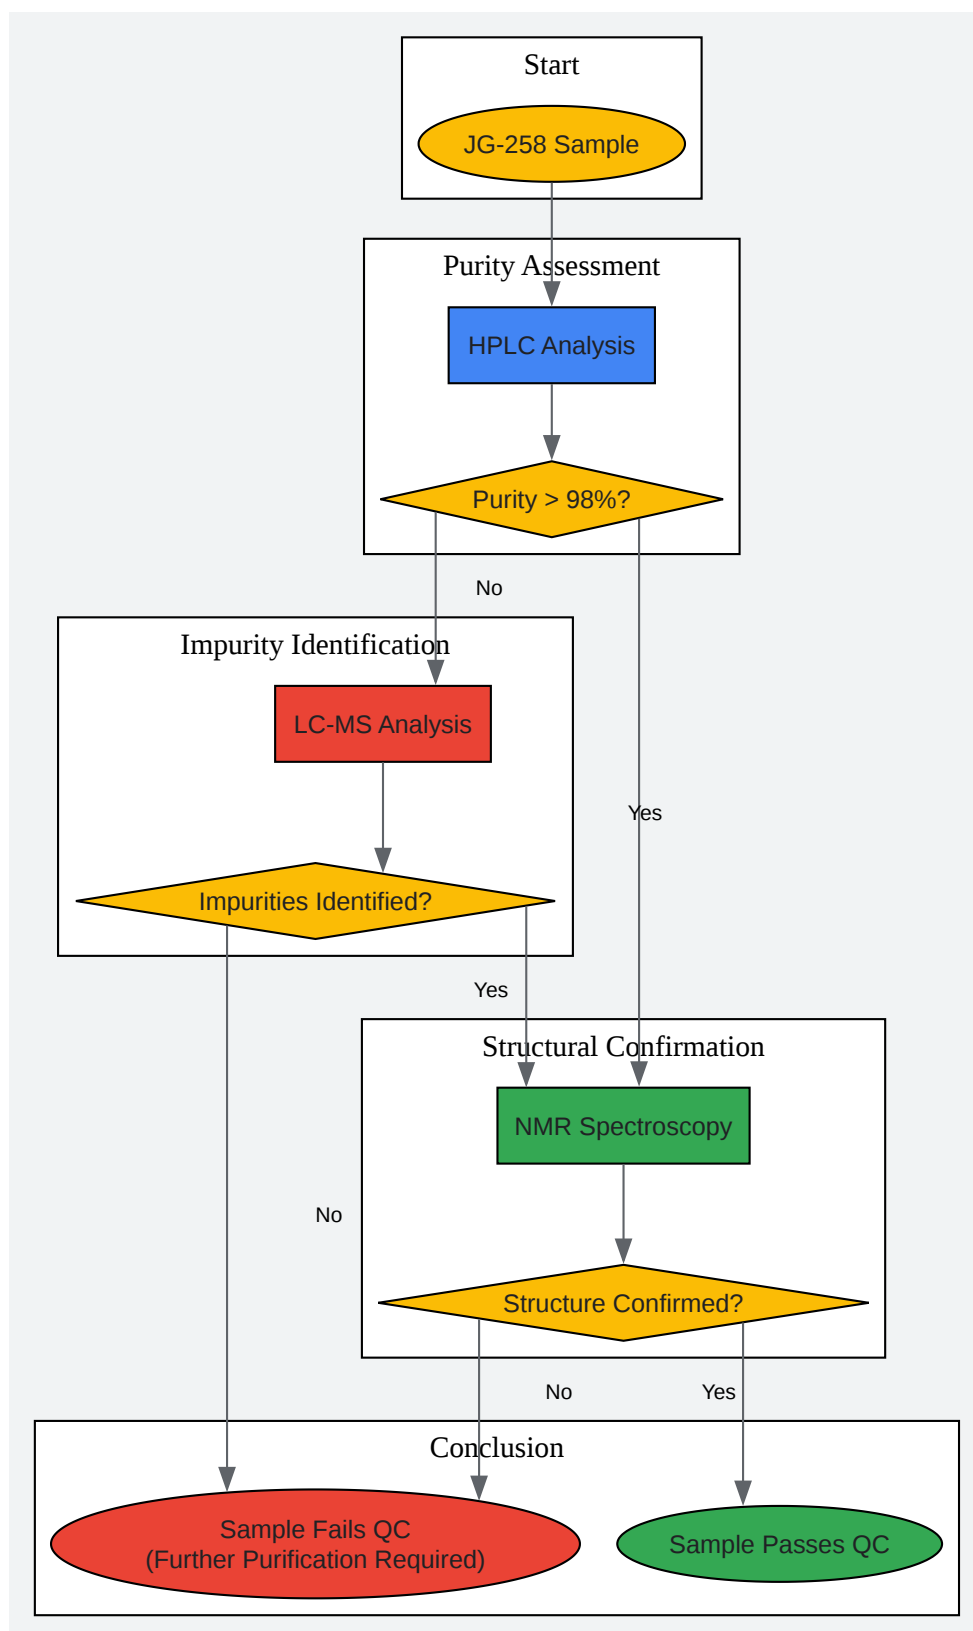 Start
JG-258 Sample
Purity Assessment
HPLC Analysis
Purity > 98%?
No
Impurity Identification
LC-MS Analysis
Yes
Impurities Identified?
Yes
Structural Confirmation
NMR Spectroscopy
No
Structure Confirmed?
No
Yes
Conclusion
Sample Fails QC
(Further Purification Required)
Sample Passes QC